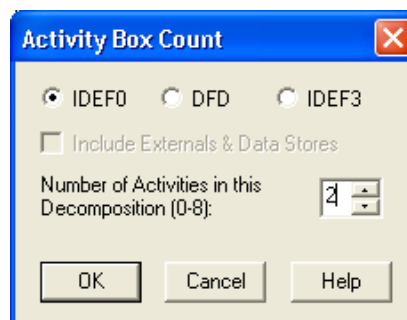 Activity Box Count
IDEF0 DFD IDEF3
Include Externals & Data Stores
Number of Activities in this
Decomposition (0-8):
2
OK Cancel Help